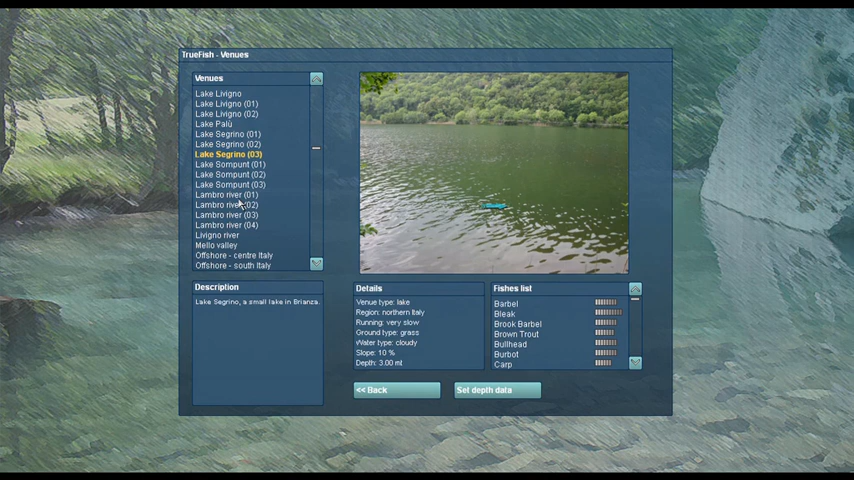 TrueFish - Venues
Venues
Lake Livigno
Lake Livigno (01)
Lake Livigno (02)
Lake Palù
Lake Segrino (01)
Lake Segrino (02)
Lake Segrino (03)
Lake Sompunt (01)
Lake Sompunt (02)
Lake Sompunt (03)
Lambro river (01)
Lambro river (02)
Lambro river (03)
Lambro river (04)
Livigno river
Mello valley
Offshore - centre Italy
Offshore - south Italy
Description
Lake Segrino, a small lake in Brianza.
Details
Venue type: lake
Region: northern Italy
Running: very slow
Ground type: grass
Water type: cloudy
Slope: 10 %
Depth: 3.00 mt
Fishes list
Barbel
Bleak
Brook Barbel
Brown Trout
Bullhead
Burbot
Carp
<< Back
Set depth data